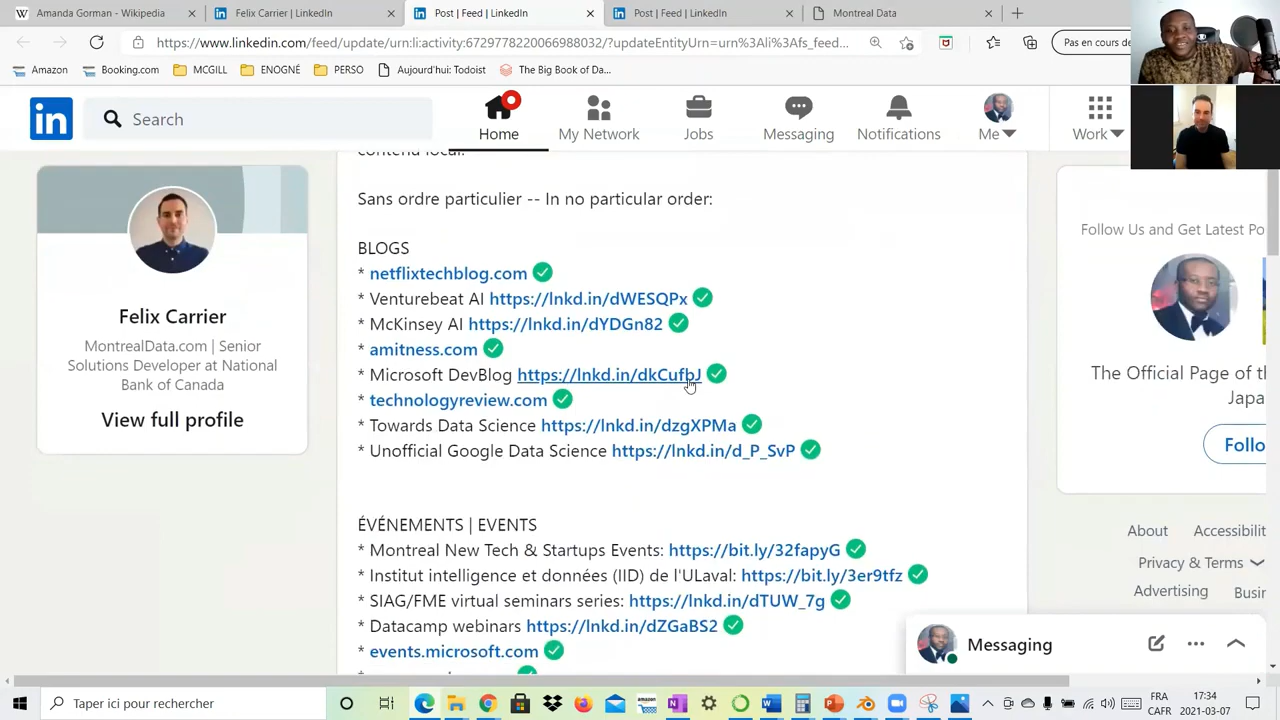 Amanda Gorman - Wikipedia
Felix Carrier | LinkedIn
Post | Feed | LinkedIn
Post | Feed | LinkedIn
Montreal Data
https://www.linkedin.com/feed/update/urn:li:activity:6729778220066988032/?updateEntityUrn=urn%3Ali%3Afs_feed...
Pas en cours de
Amazon
Booking.com
MCGILL
ENOGNÉ
PERSO
Aujourd'hui: Todoist
The Big Book of Da...
in
Search
Home
My Network
Jobs
Messaging
Notifications
Me
Work
contenu local.
Sans ordre particulier -- In no particular order:
BLOGS
* netflixtechblog.com
* Venturebeat AI https://lnkd.in/dWESQPx
* McKinsey AI https://lnkd.in/dYDGn82
* amitness.com
* Microsoft DevBlog https://lnkd.in/dkCufbJ
* technologyreview.com
* Towards Data Science https://lnkd.in/dzgXPMa
* Unofficial Google Data Science https://lnkd.in/d_P_SvP
ÉVÉNEMENTS | EVENTS
* Montreal New Tech & Startups Events: https://bit.ly/32fapyG
* Institut intelligence et données (IID) de l'ULaval: https://bit.ly/3er9tfz
* SIAG/FME virtual seminars series: https://lnkd.in/dTUW_7g
* Datacamp webinars https://lnkd.in/dZGaBS2
* events.microsoft.com
Felix Carrier
MontrealData.com | Senior
Solutions Developer at National
Bank of Canada
View full profile
Follow Us and Get Latest Po
The Official Page of th
Japa
Follo
About
Accessibilit
Privacy & Terms
Advertising
Busir
Messaging
Taper ici pour rechercher
FRA
CAFR
17:34
2021-03-07